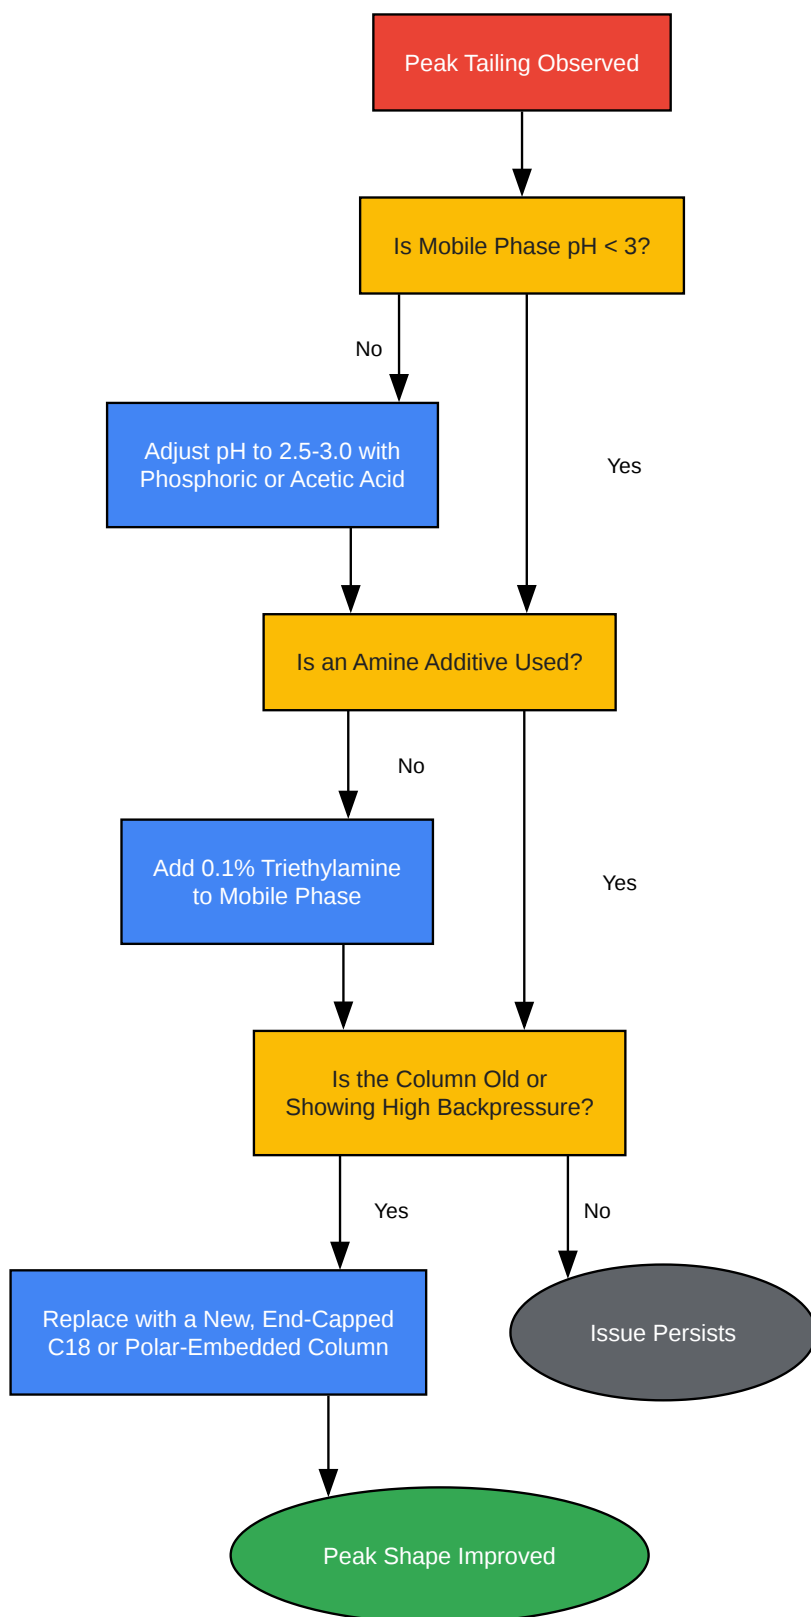 Peak Tailing Observed
Is Mobile Phase pH < 3?
No
Adjust pH to 2.5-3.0 with
Phosphoric or Acetic Acid
Yes
Is an Amine Additive Used?
No
Add 0.1% Triethylamine
to Mobile Phase
Yes
Is the Column Old or
Showing High Backpressure?
Yes
No
Replace with a New, End-Capped
C18 or Polar-Embedded Column
Issue Persists
Peak Shape Improved